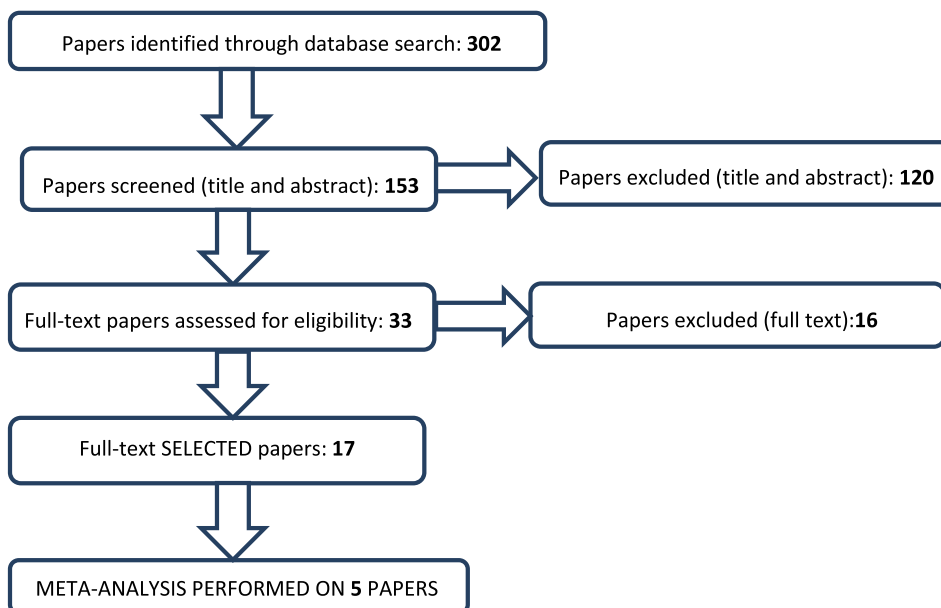 Papers identified through database search: 302
Papers screened (title and abstract): 153
Papers excluded (title and abstract): 120
Full-text papers assessed for eligibility: 33
Papers excluded (full text):16
Full-text SELECTED papers: 17
META-ANALYSIS PERFORMED ON 5 PAPERS